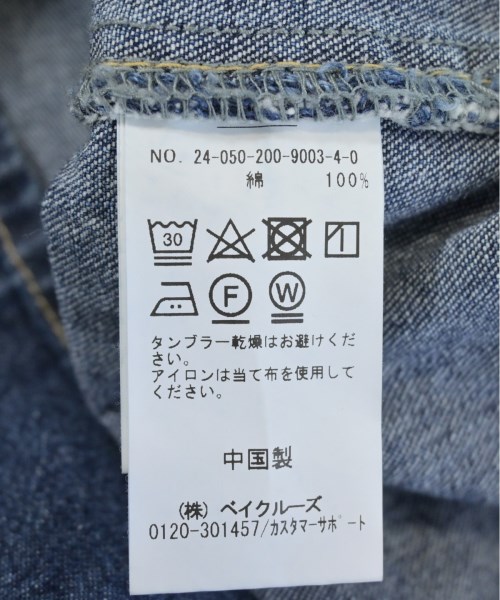 NO. 24-050-200-9003-4-0
綿 100%
30
F W
タンブラー乾燥はお避けくだ
さい。
アイロンは当て布を使用して
ください。
中国製
(株) ベイクルーズ
0120-301457/カスタマーサポート